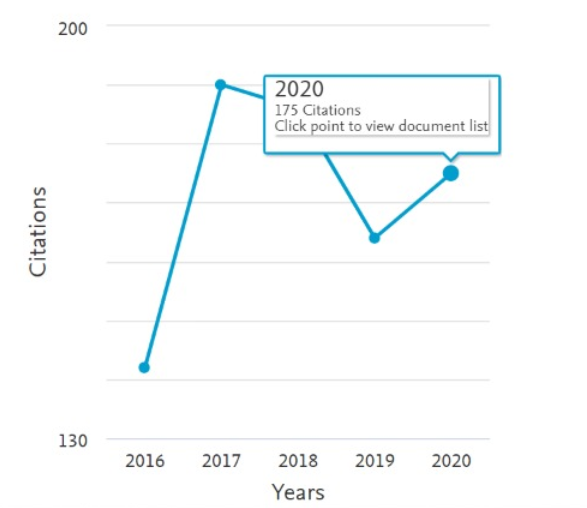 200
2020
175 Citations
Click point to view document list
Citations
130
2016 2017 2018 2019 2020
Years